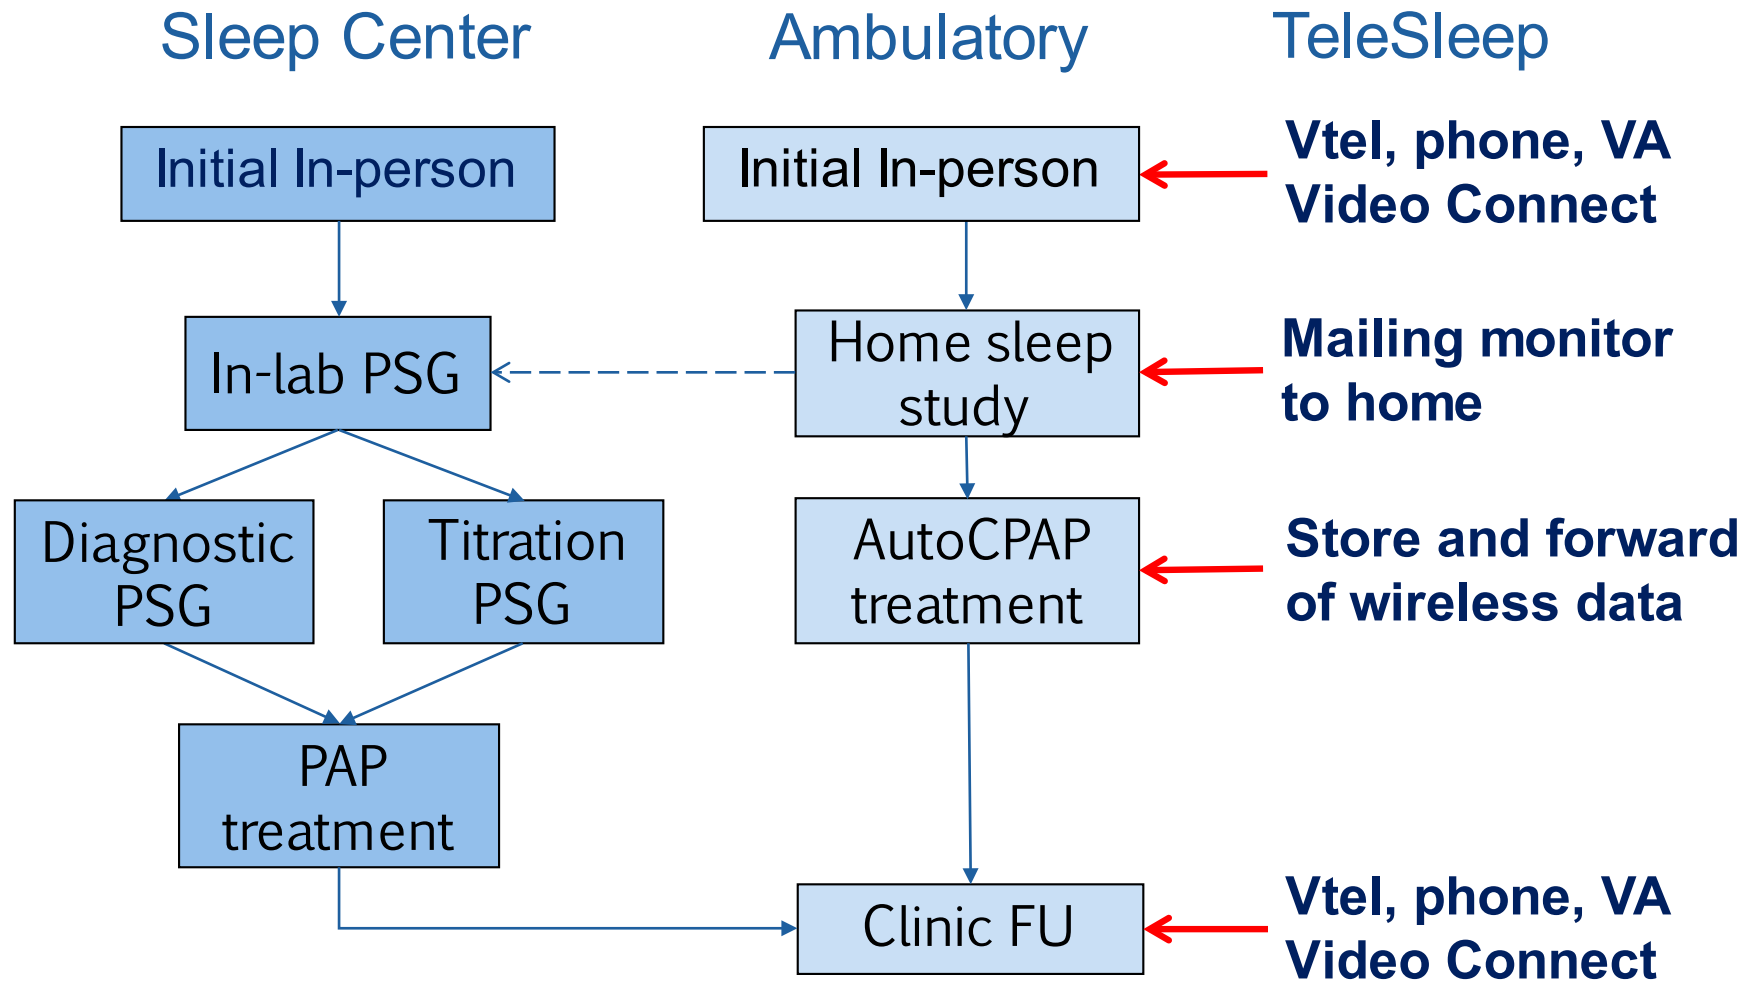 Sleep Center
Ambulatory
TeleSleep
Initial In-person
Initial In-person
Vtel, phone, VA
Video Connect
In-lab PSG
Home sleep
study
Mailing monitor
to home
Diagnostic
PSG
Titration
PSG
AutoCPAP
treatment
Store and forward
of wireless data
PAP
treatment
Clinic FU
Vtel, phone, VA
Video Connect